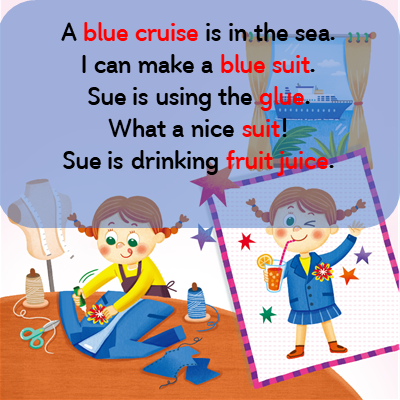 A blue cruise is in the sea.
I can make a blue suit.
Sue is using the glue.
What a nice suit!
Sue is drinking fruit juice.